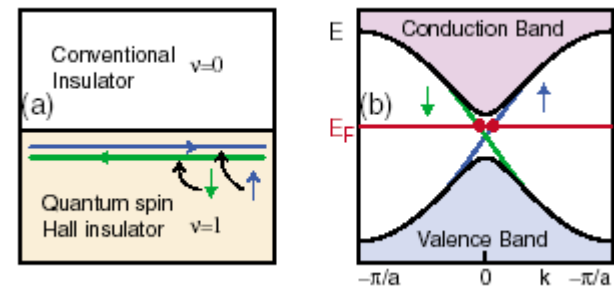 Conventional
Insulator ν=0
(a)
Quantum spin
Hall insulator ν=1
E
Conduction Band
(b)
E_F
Valence Band
−π/a 0 k −π/a